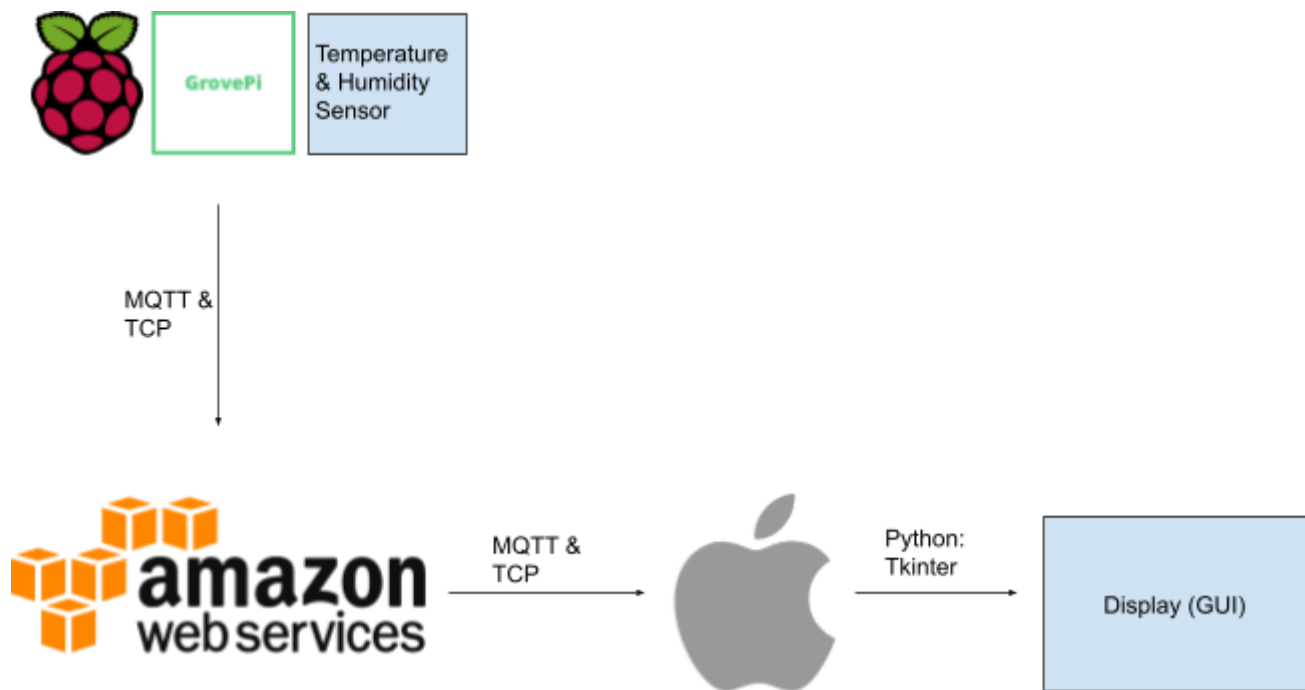 GrovePi
Temperature
& Humidity
Sensor
MQTT &
TCP
amazon
web services
MQTT &
TCP
Python:
Tkinter
Display (GUI)